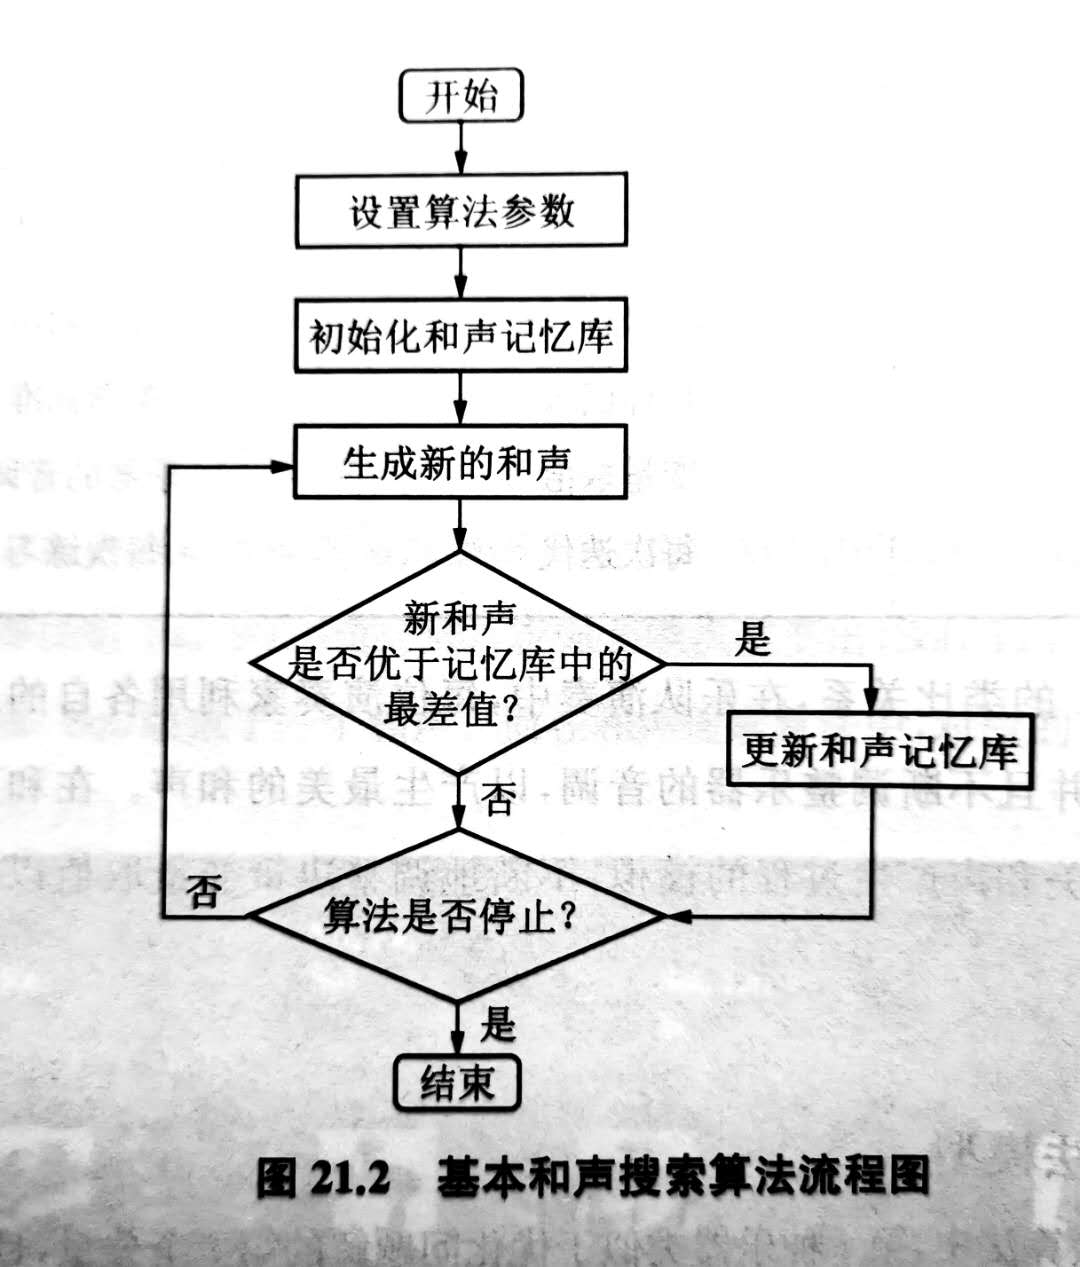 开始
设置算法参数
初始化和声记忆库
生成新的和声
新和声
是否优于记忆库中的
最差值？
是
更新和声记忆库
否
算法是否停止？
否
是
结束
图 21.2 基本和声搜索算法流程图